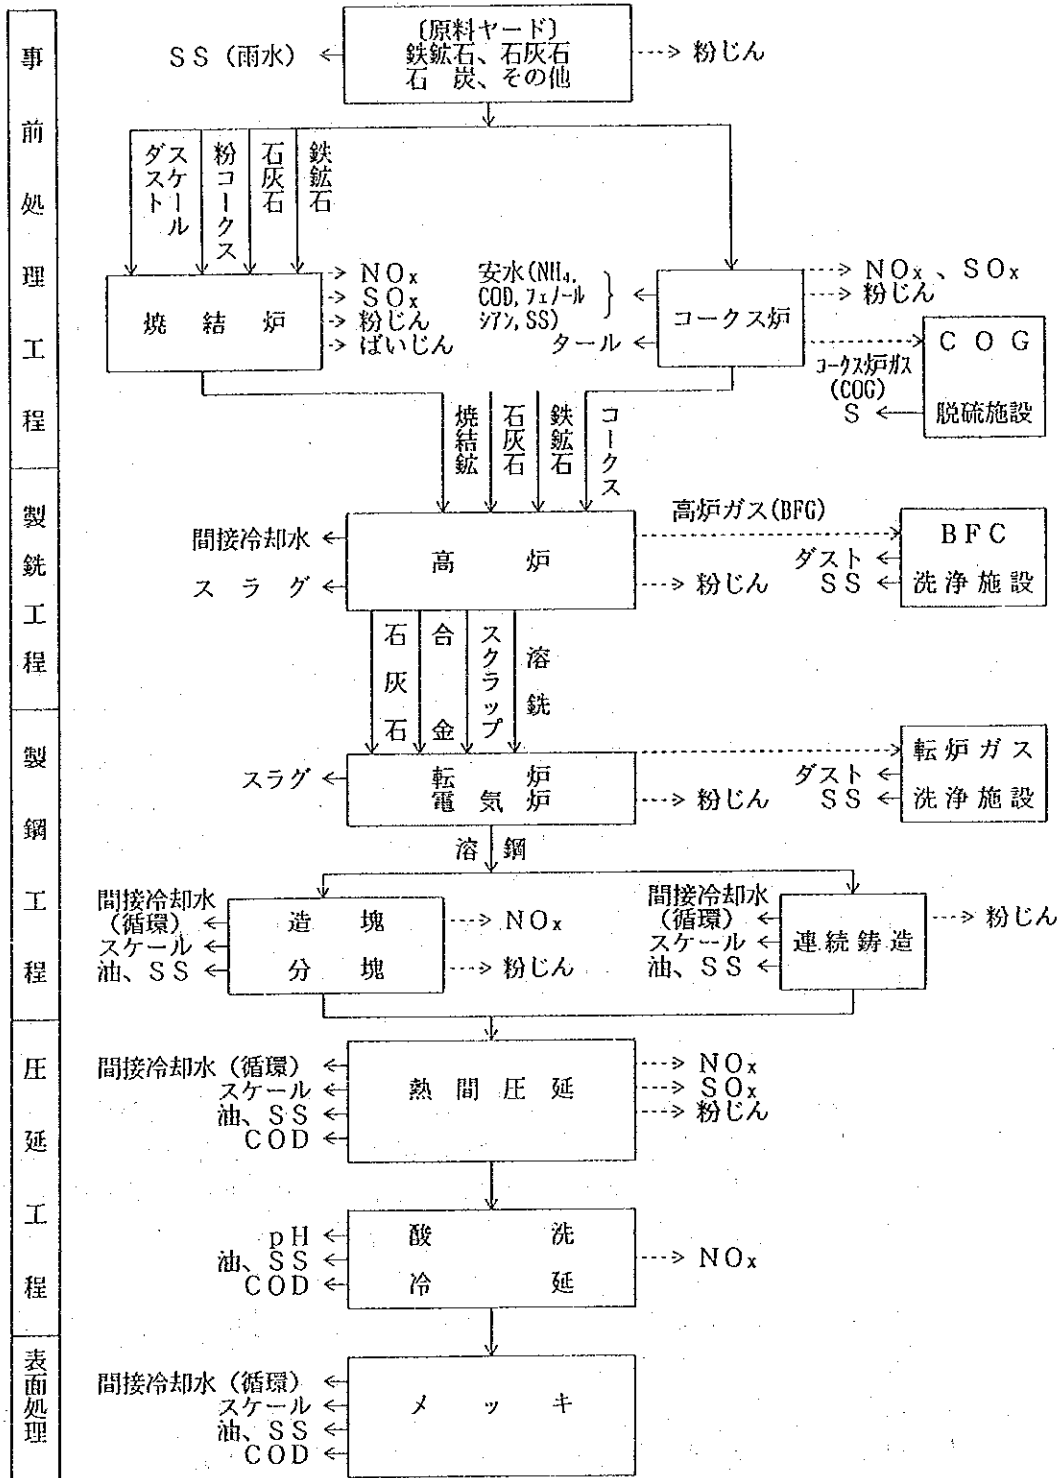 事前処理工程
〔原料ヤード〕
鉄鉱石、石灰石
石　炭、その他
ＳＳ（雨水）
粉じん
スケール
ダスト
粉コークス
石灰石
鉄鉱石
焼　結　炉
NOx
SOx
粉じん
ばいじん
安水(NH₄,
COD,フェノール
シアン,SS)
タール
コークス炉
NOx、SOx
粉じん
コークス炉ガス
(COG)
ＣＯＧ
脱硫施設
Ｓ
焼結鉱
石灰石
鉄鉱石
コークス
製銑工程
間接冷却水
スラグ
高　炉
高炉ガス(BFG)
粉じん
ＢＦＣ
洗浄施設
ダスト
ＳＳ
石灰石
合金
スクラップ
溶銑
製鋼工程
スラグ
転　炉
電気炉
粉じん
転炉ガス
洗浄施設
ダスト
ＳＳ
溶鋼
間接冷却水
（循環）
スケール
油、ＳＳ
造　塊
分　塊
NOx
粉じん
間接冷却水
（循環）
スケール
油、ＳＳ
連続鋳造
粉じん
圧延工程
間接冷却水（循環）
スケール
油、ＳＳ
ＣＯＤ
熱間圧延
NOx
SOx
粉じん
pH
油、ＳＳ
ＣＯＤ
酸　洗
冷　延
NOx
表面処理
間接冷却水（循環）
スケール
油、ＳＳ
ＣＯＤ
メッキ